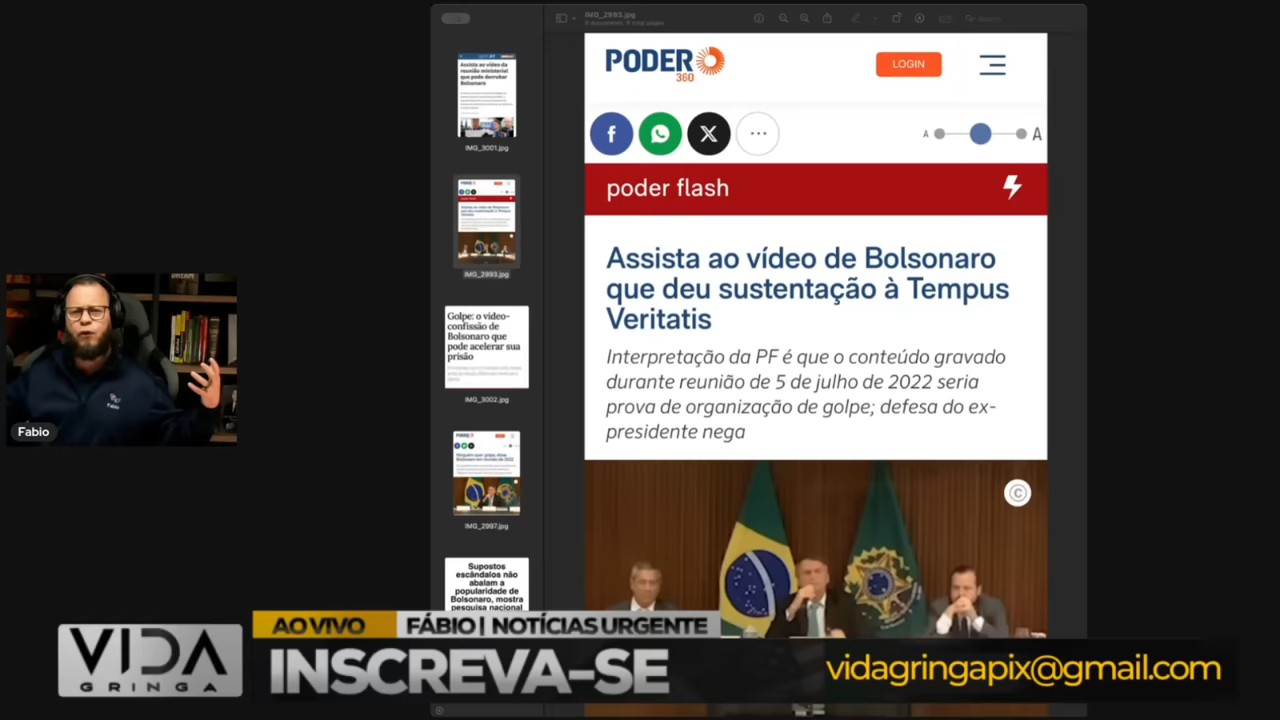 IMG_2993.jpg
Search
Assista ao vídeo da
reunião ministerial
que pode derrubar
Bolsonaro
IMG_3001.jpg
IMG_2993.jpg
Golpe: o vídeo-
confissão de
Bolsonaro que
pode acelerar sua
prisão
IMG_3002.jpg
IMG_2997.jpg
Supostos
escândalos não
abalam a
popularidade de
Bolsonaro, mostra
pesquisa nacional
PODER
360
LOGIN
A A
poder flash
Assista ao vídeo de Bolsonaro
que deu sustentação à Tempus
Veritatis
Interpretação da PF é que o conteúdo gravado
durante reunião de 5 de julho de 2022 seria
prova de organização de golpe; defesa do ex-
presidente nega
©
Fabio
VIDA
GRINGA
AO VIVO
FÁBIO | NOTÍCIAS URGENTE
INSCREVA-SE
vidagringapix@gmail.com